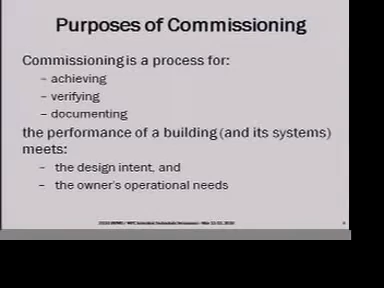 Purposes of Commissioning
Commissioning is a process for:
– achieving
– verifying
– documenting
the performance of a building (and its systems)
meets:
– the design intent, and
– the owner's operational needs